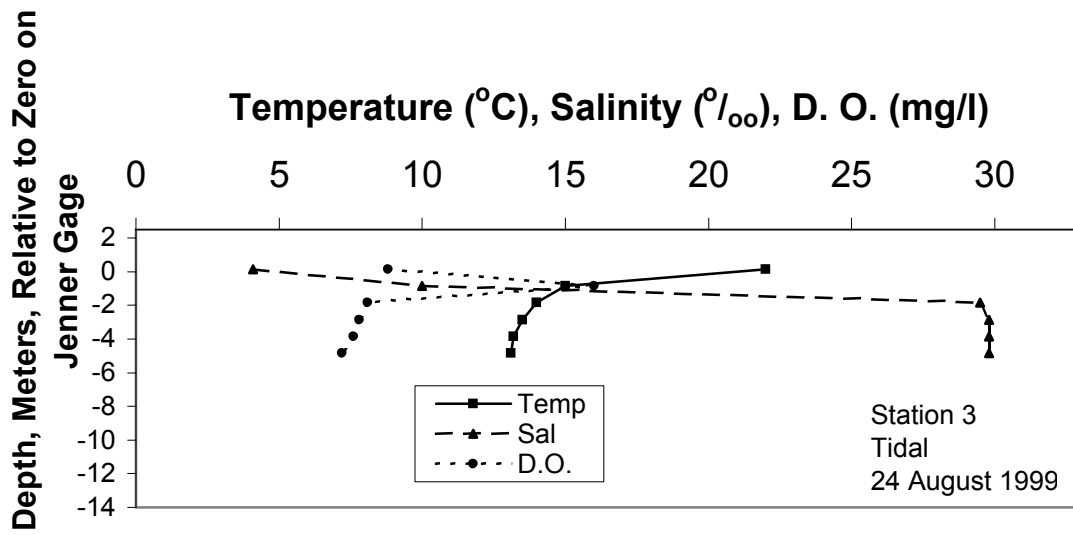 Depth, Meters, Relative to Zero on
Jenner Gage
Temperature (°C), Salinity (°/oo), D. O. (mg/l)
0 5 10 15 20 25 30
2
0
-2
-4
-6
-8
-10
-12
-14
Temp
Sal
D.O.
Station 3
Tidal
24 August 1999